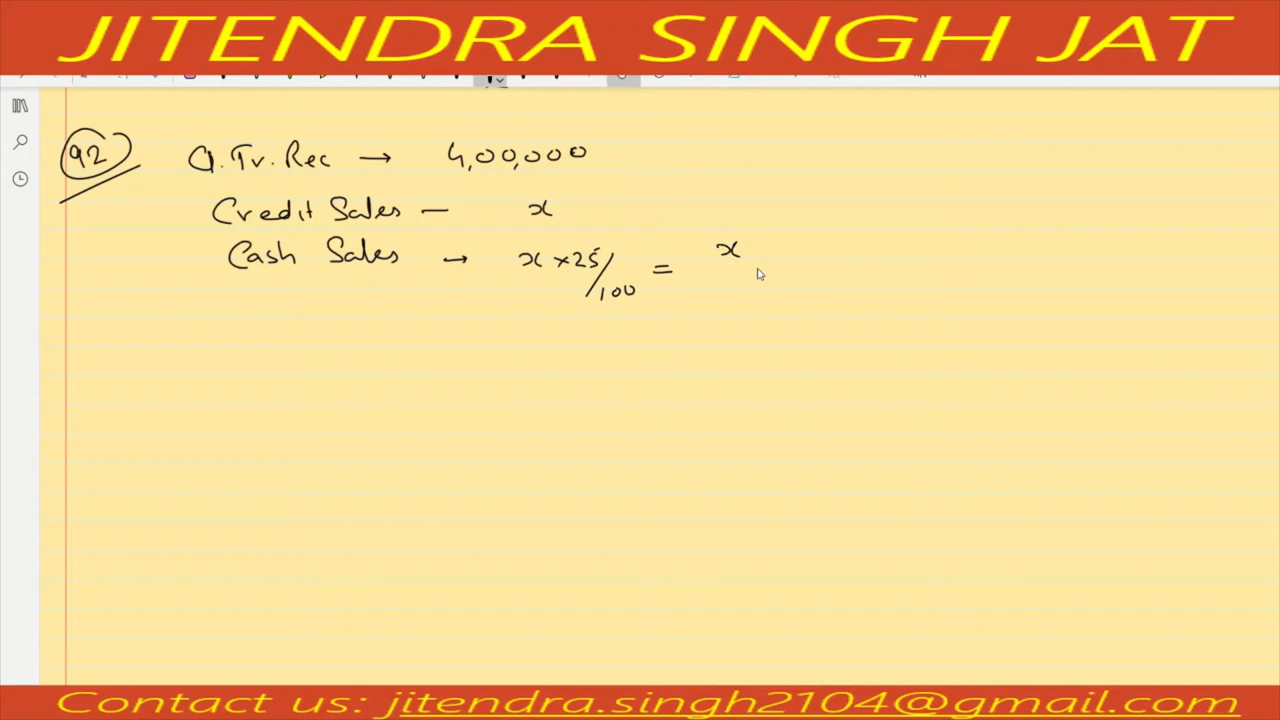 JITENDRA SINGH JAT
92 O.Tr.Rec → 4,00,000
Credit Sales — x
Cash Sales → x × 25/100 = x
Contact us: jitendra.singh2104@gmail.com